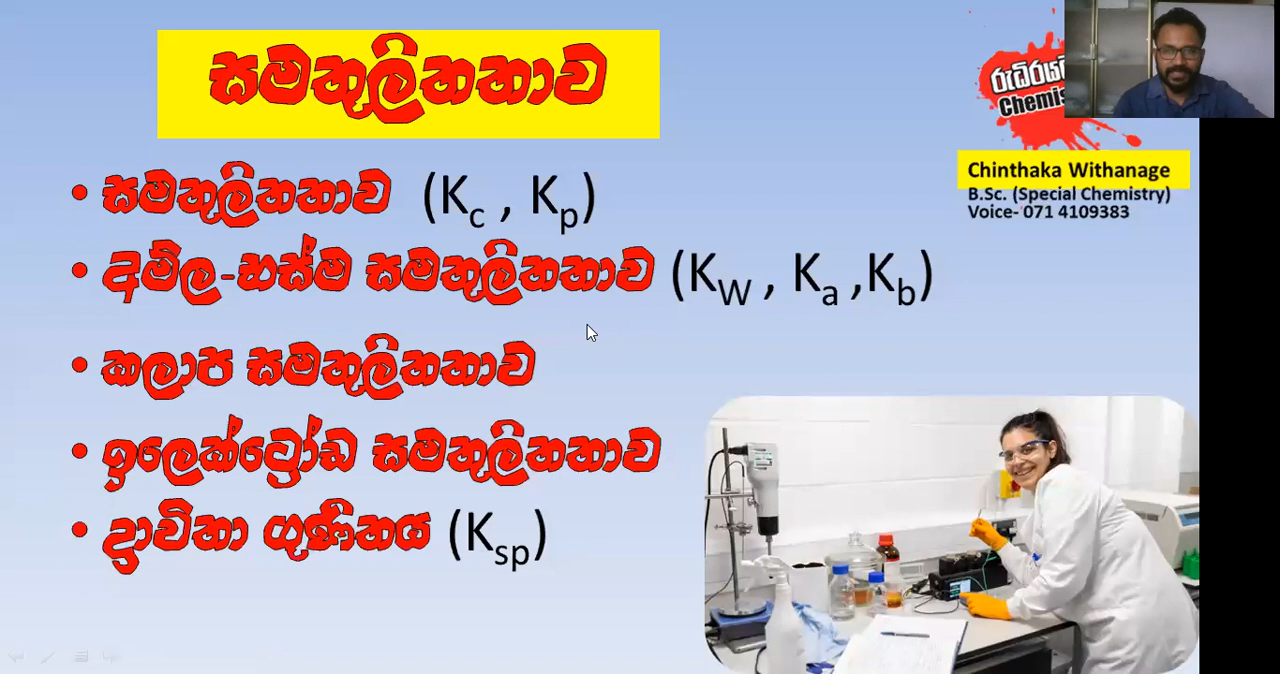 සමතුලිතතාව
• සමතුලිතතාව (Kc , Kp)
• අම්ල-භස්ම සමතුලිතතාව (KW , Ka ,Kb)
• කලාප සමතුලිතතාව
• ඉලෙක්ට්‍රෝඩ සමතුලිතතාව
• ද්‍රාව්‍යතා ගුණිතය (Ksp)
Chinthaka Withanage
B.Sc. (Special Chemistry)
Voice- 071 4109383